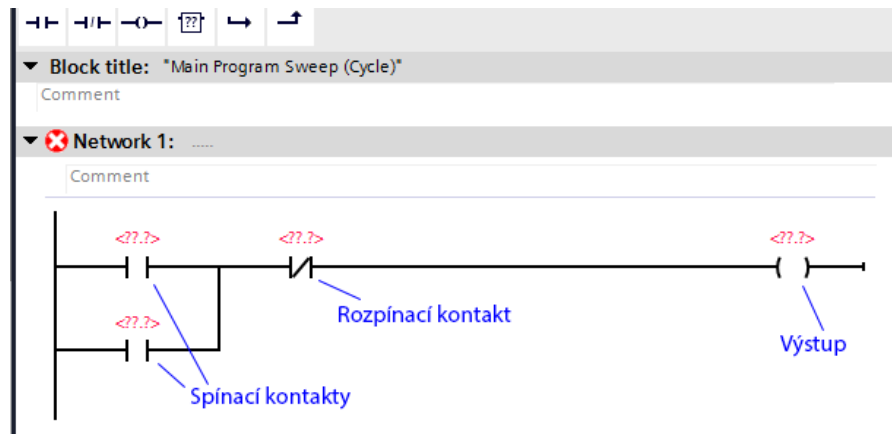 ??
Block title: "Main Program Sweep (Cycle)"
Comment
Network 1: .....
Comment
<??.?> <??.?> <??.?>
Rozpínací kontakt
<??.?>
Výstup
Spínací kontakty